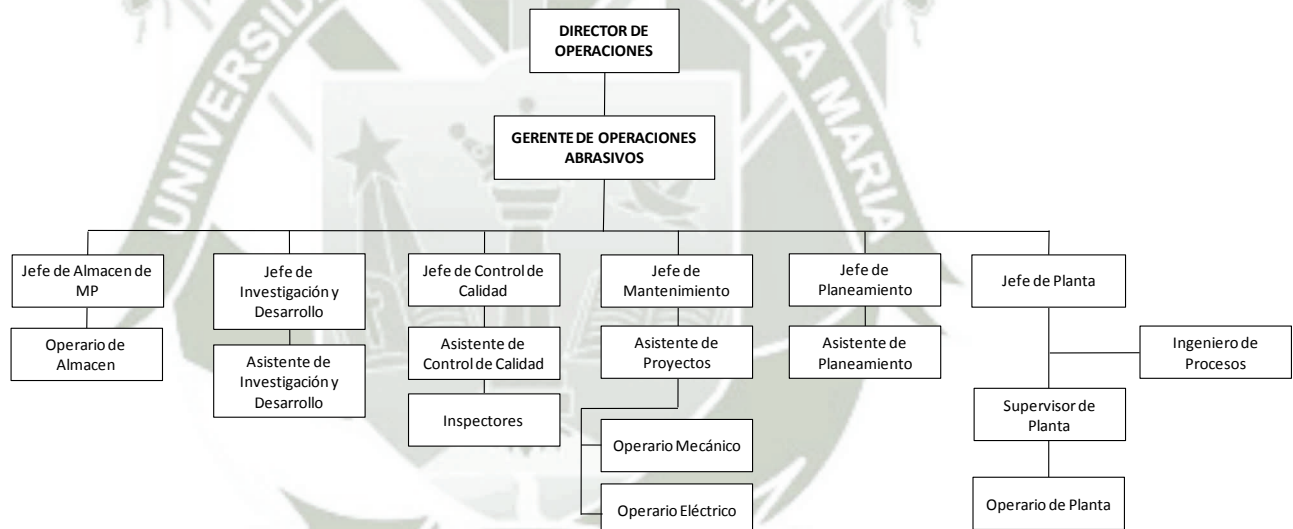 UNIVERSIDA
NTA MARIA
DIRECTOR DE
OPERACIONES
GERENTE DE OPERACIONES
ABRASIVOS
Jefe de Almacen de
MP
Jefe de
Investigación y
Desarrollo
Jefe de Control de
Calidad
Jefe de
Mantenimiento
Jefe de
Planeamiento
Jefe de Planta
Operario de
Almacen
Asistente de
Investigación y
Desarrollo
Asistente de
Control de Calidad
Asistente de
Proyectos
Asistente de
Planeamiento
Ingeniero de
Procesos
Inspectores
Supervisor de
Planta
Operario Mecánico
Operario Eléctrico
Operario de Planta